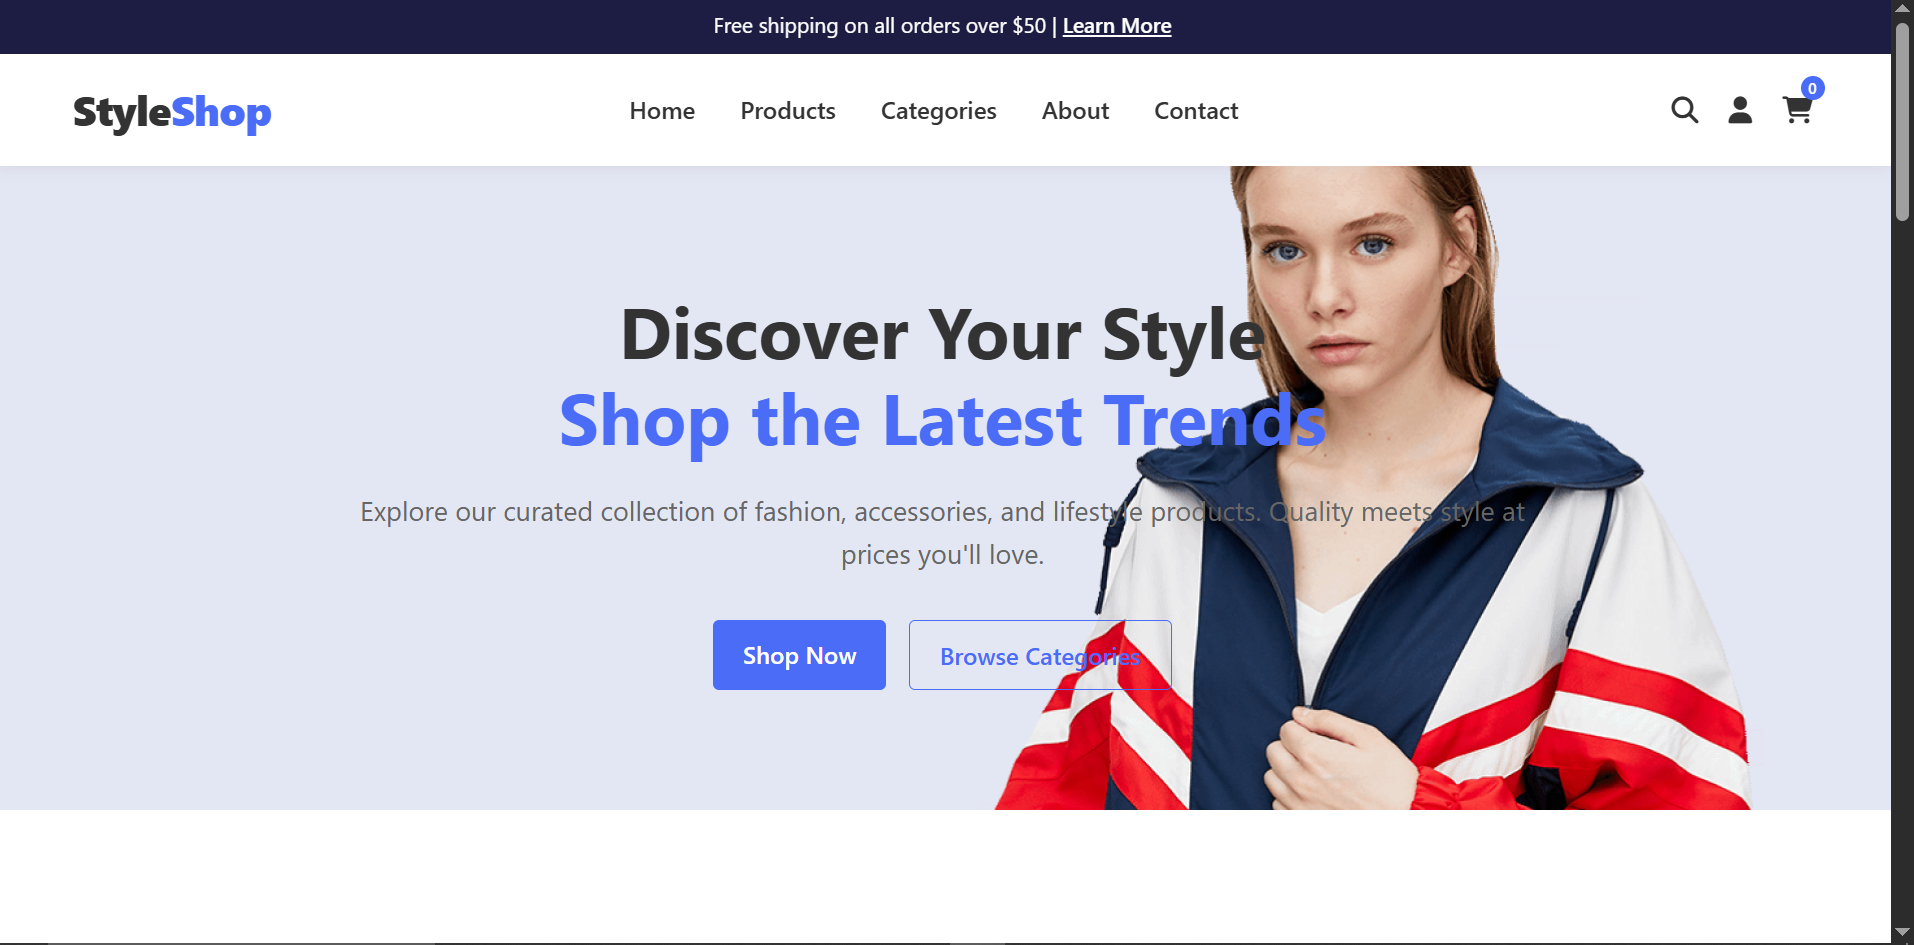 Free shipping on all orders over $50 | Learn More
StyleShop
Home Products Categories About Contact
0
Discover Your Style
Shop the Latest Trends
Explore our curated collection of fashion, accessories, and lifestyle products. Quality meets style at
prices you'll love.
Shop Now
Browse Categories